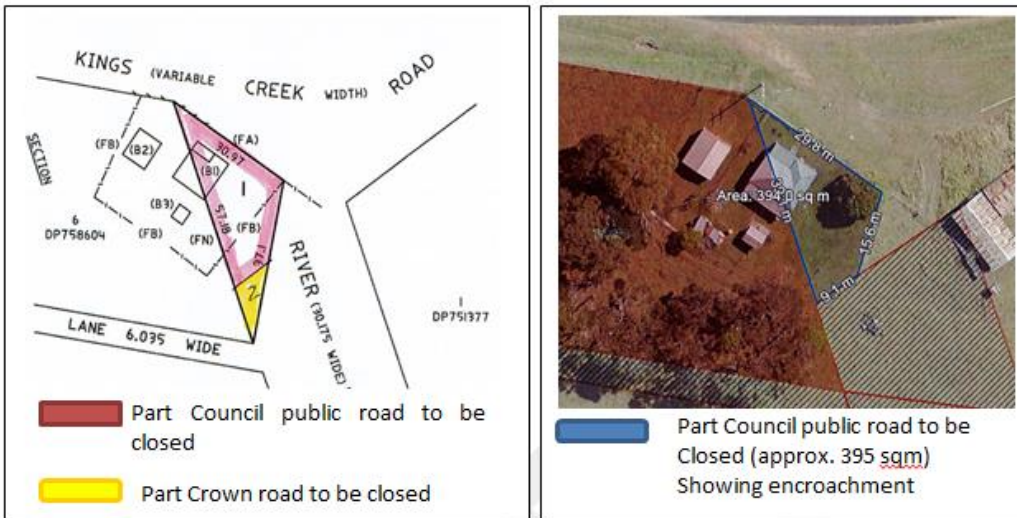 KINGS (VARIABLE CREEK WIDTH) ROAD
(FA)
30.97
(FB)
(B2)
(B1)
SECTION
1
(B3)
57.18
(FB)
(FB)
(FN)
37.1
6
DP758604
2
RIVER (30.175 WIDE)
1
DP751377
LANE 6.035 WIDE
Part Council public road to be
closed
Part Crown road to be closed
29.8 m
Area: 394.0 sq m
15.6 m
9.1 m
Part Council public road to be
Closed (approx. 395 sqm)
Showing encroachment